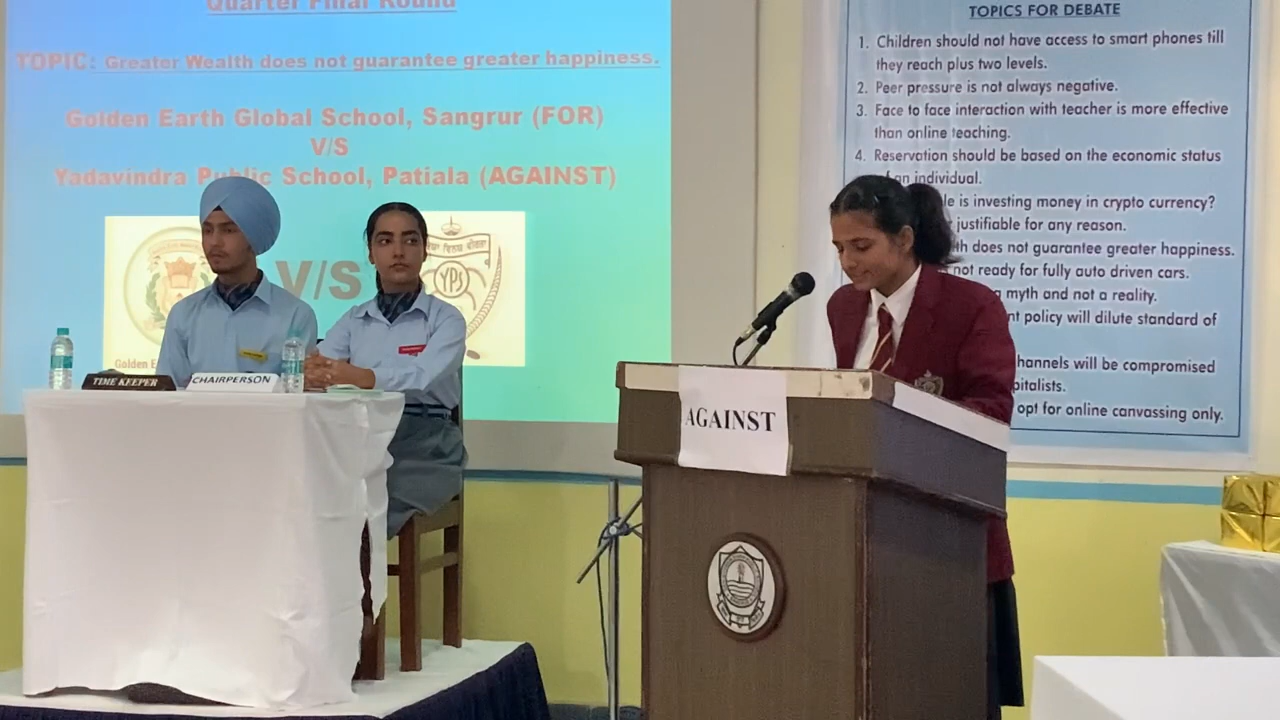 Quarter Final Round
TOPIC: Greater Wealth does not guarantee greater happiness.
Golden Earth Global School, Sangrur (FOR)
V/S
Yadavindra Public School, Patiala (AGAINST)
V/S
YPS
Golden
TIME KEEPER
CHAIRPERSON
AGAINST
TOPICS FOR DEBATE
1. Children should not have access to smart phones till
they reach plus two levels.
2. Peer pressure is not always negative.
3. Face to face interaction with teacher is more effective
than online teaching.
4. Reservation should be based on the economic status
of an individual.
is investing money in crypto currency?
justifiable for any reason.
does not guarantee greater happiness.
not ready for fully auto driven cars.
myth and not a reality.
policy will dilute standard of
channels will be compromised
opt for online canvassing only.